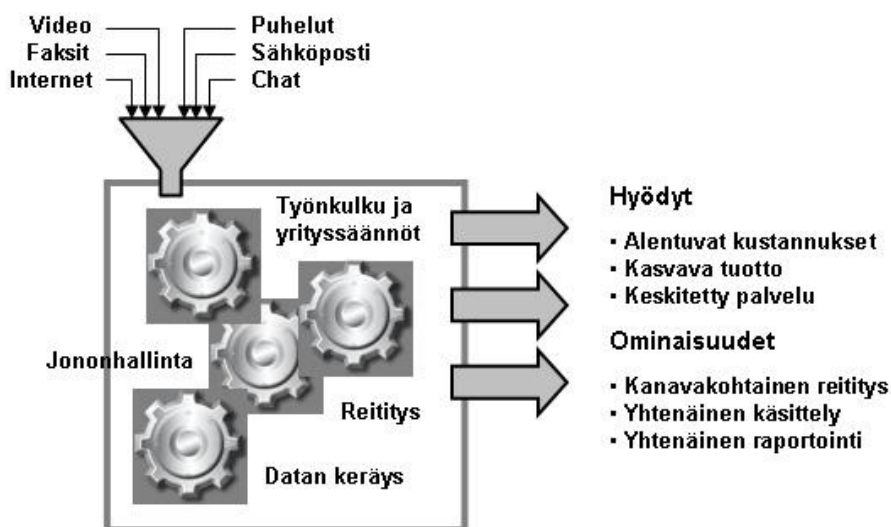 Video
Faksit
Internet
Puhelut
Sähköposti
Chat
Työnkulku ja
yrityssäännöt
Jononhallinta
Reititys
Datan keräys
Hyödyt
▪ Alentuvat kustannukset
▪ Kasvava tuotto
▪ Keskitetty palvelu
Ominaisuudet
▪ Kanavakohtainen reititys
▪ Yhtenäinen käsittely
▪ Yhtenäinen raportointi